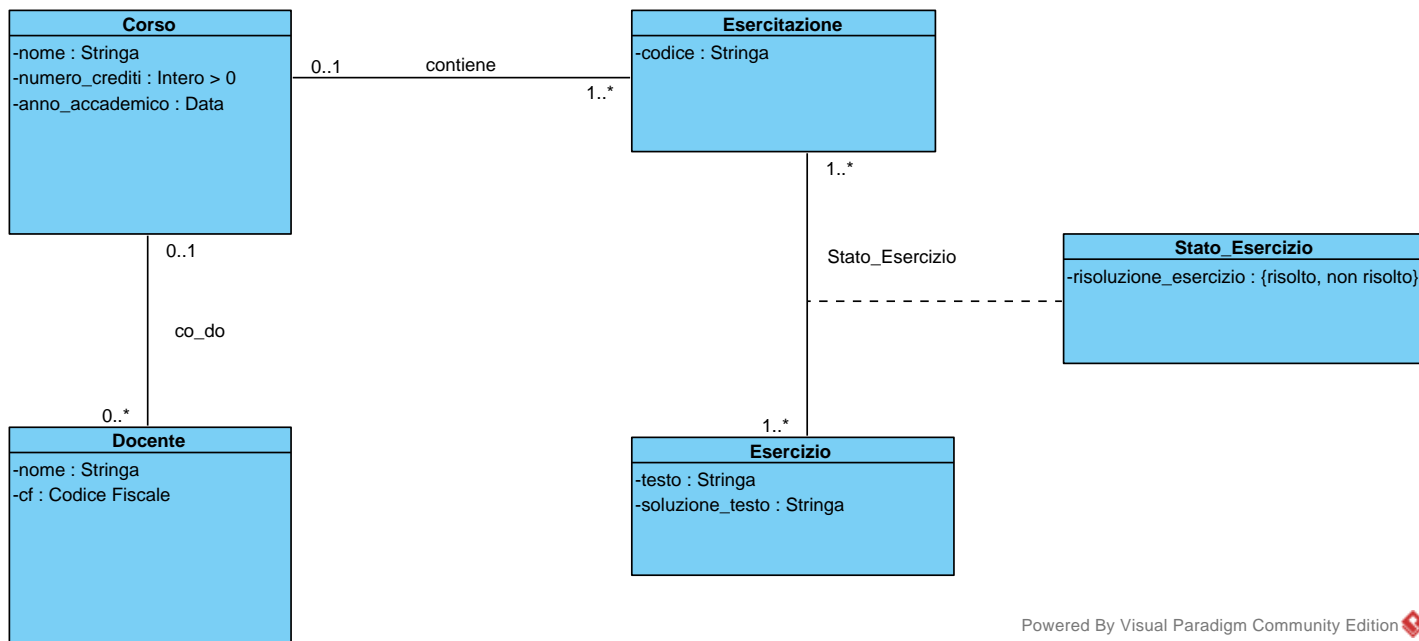 Corso
-nome : Stringa
-numero_crediti : Intero > 0
-anno_accademico : Data
0..1
contiene
1..*
Esercitazione
-codice : Stringa
1..*
0..1
Stato_Esercizio
Stato_Esercizio
-risoluzione_esercizio : {risolto, non risolto}
co_do
0..*
1..*
Docente
-nome : Stringa
-cf : Codice Fiscale
Esercizio
-testo : Stringa
-soluzione_testo : Stringa
Powered By Visual Paradigm Community Edition